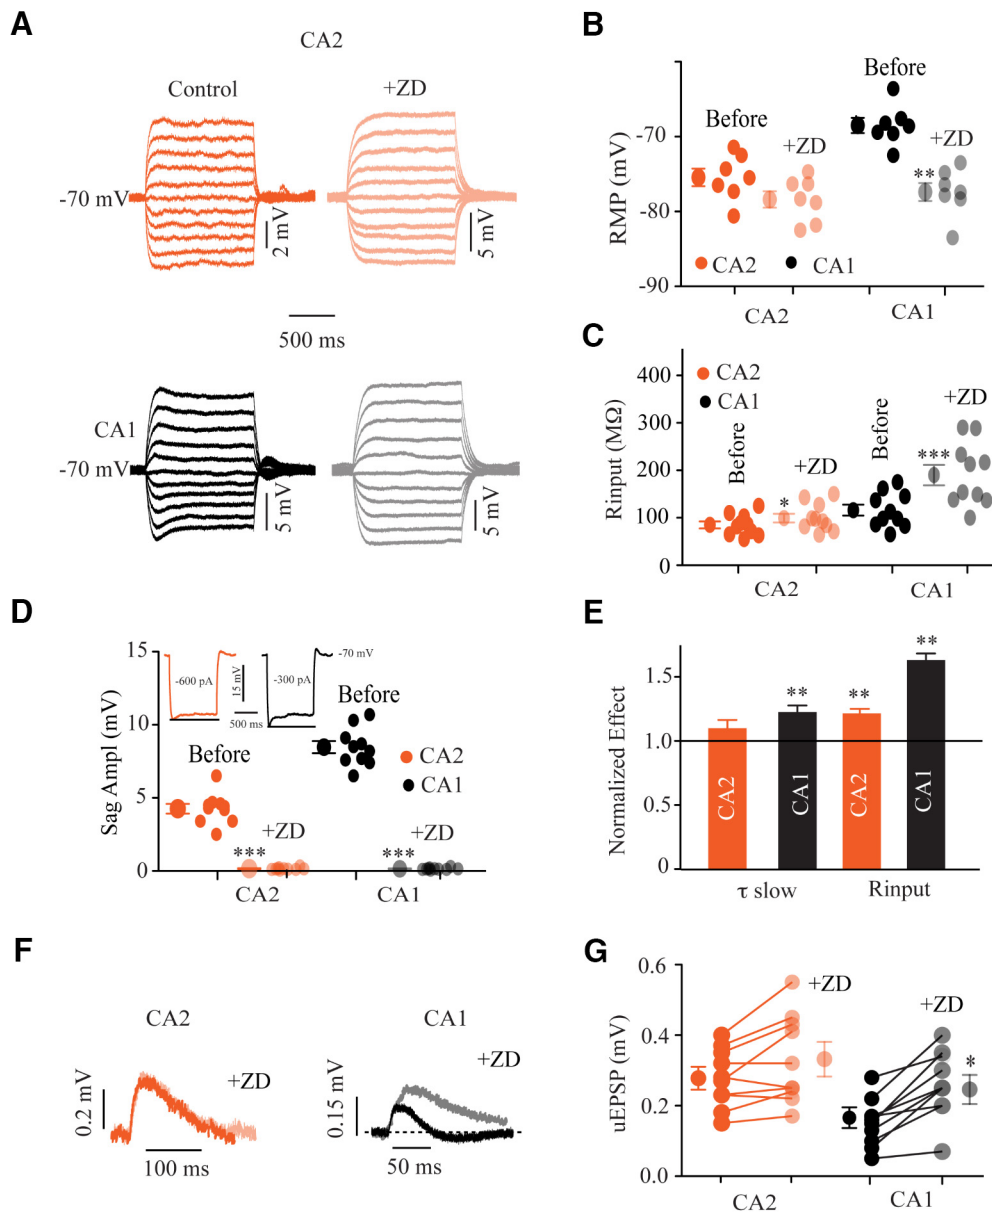 A
CA2
Control
+ZD
-70 mV
2 mV
5 mV
500 ms
CA1
-70 mV
5 mV
5 mV
B
RMP (mV)
-70
-80
-90
Before
+ZD
Before
+ZD
**
CA2
CA1
CA2
CA1
C
Rinput (MΩ)
400
300
200
100
0
CA2
CA1
Before
*
+ZD
Before
***
+ZD
CA2
CA1
D
Sag Ampl (mV)
15
10
5
0
-600 pA
15 mV
500 ms
-300 pA
-70 mV
Before
Before
CA2
CA1
***
+ZD
***
+ZD
CA2
CA1
E
Normalized Effect
1.5
1.0
0.5
0
**
**
**
CA2
CA1
CA2
CA1
τ slow
Rinput
F
CA2
+ZD
0.2 mV
100 ms
CA1
+ZD
0.15 mV
50 ms
G
uEPSP (mV)
0.6
0.4
0.2
0.0
+ZD
+ZD
*
CA2
CA1